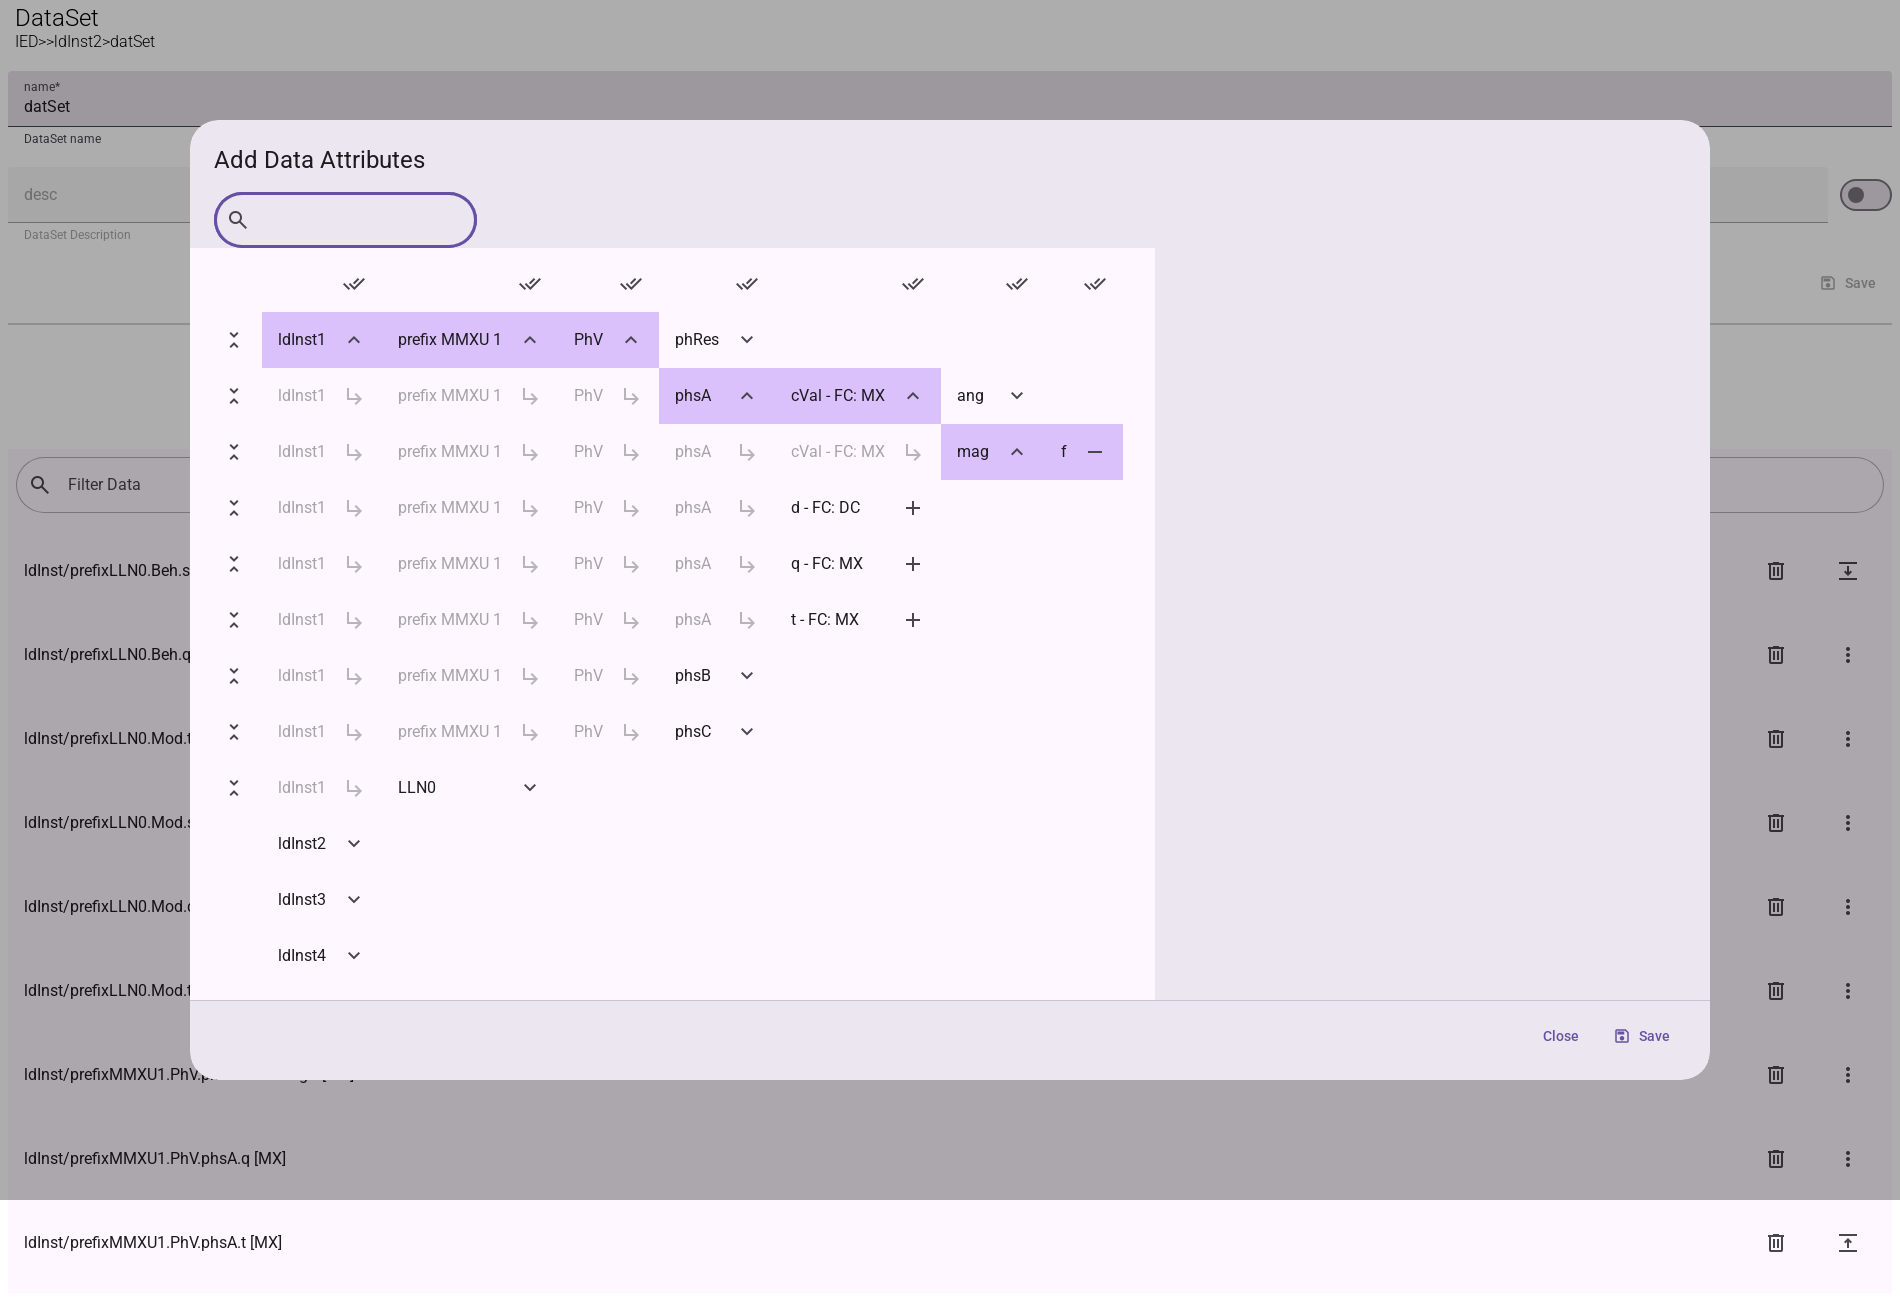 DataSet
IED>>ldInst2>datSet
name*
datSet
DataSet name
desc
DataSet Description
Save
Filter Data
ldInst/prefixLLN0.Beh.s
ldInst/prefixLLN0.Beh.q
ldInst/prefixLLN0.Mod.t
ldInst/prefixLLN0.Mod.s
ldInst/prefixLLN0.Mod.
ldInst/prefixLLN0.Mod.t
ldInst/prefixMMXU1.PhV.
ldInst/prefixMMXU1.PhV.phsA.q [MX]
ldInst/prefixMMXU1.PhV.phsA.t [MX]
Add Data Attributes
ldInst1 prefix MMXU 1 PhV phRes
ldInst1 prefix MMXU 1 PhV phsA cVal - FC: MX ang
ldInst1 prefix MMXU 1 PhV phsA cVal - FC: MX mag f
ldInst1 prefix MMXU 1 PhV phsA d - FC: DC
ldInst1 prefix MMXU 1 PhV phsA q - FC: MX
ldInst1 prefix MMXU 1 PhV phsA t - FC: MX
ldInst1 prefix MMXU 1 PhV phsB
ldInst1 prefix MMXU 1 PhV phsC
ldInst1 LLN0
ldInst2
ldInst3
ldInst4
Close Save